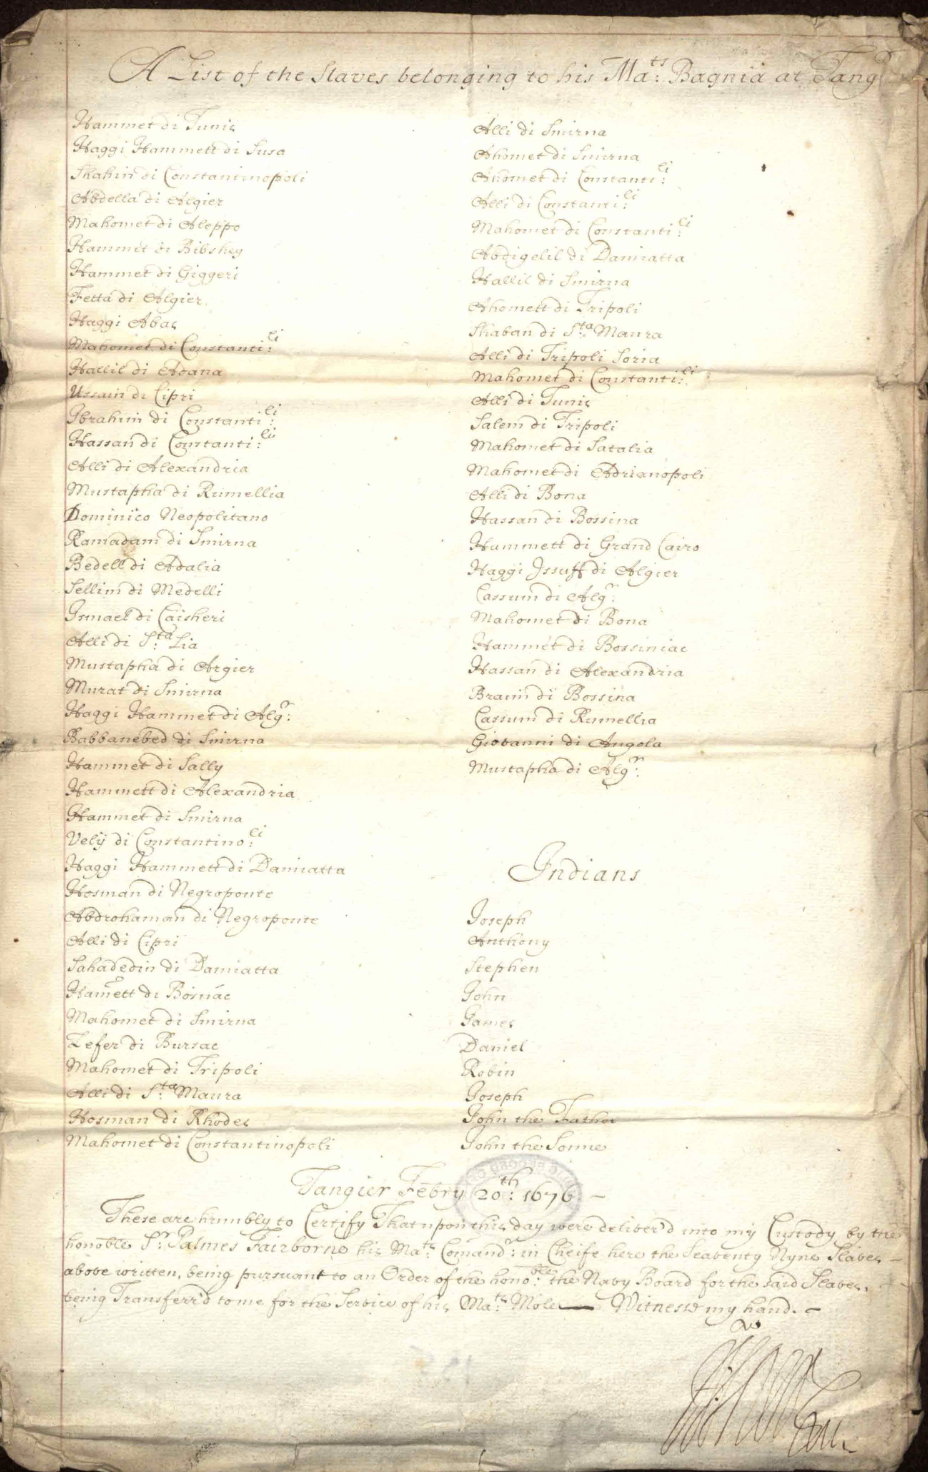 A List of the Slaves belonging to his Ma:ts Bagnia at Tang:r
Hammet di Tunis
Haggi Hammett di Susa
Shahin di Constantinopoli
Abdella di Algier
Mahomet di Aleppo
Hammet di Bibshey
Hammet di Giggeri
Fetta di Algier
Haggi Abas
Mahomet di Constanti:li
Hallil di Adana
Ussain di Cipri
Ibrahim di Constanti:li
Hassan di Constanti:li
Alli di Alexandria
Mustapha di Rumellia
Dominico Neopolitano
Ramadam di Smirna
Bedell di Adalia
Sellim di Medelli
Ismael di Caisheri
Alli di S:ta Lia
Mustapha di Argier
Murat di Smirna
Haggi Hammet di Alg:r
Babbanebed di Smirna
Hammet di Sally
Hammett di Alexandria
Hammet di Smirna
Velÿ di Constantino:li
Haggi Hammett di Damiatta
Hosman di Negroponte
Abdrohaman di Negroponte
Alli di Cipri
Sahadedin di Damiatta
Hamett di Bosnac
Mahomet di Smirna
Zefer di Bursac
Mahomet di Tripoli
Alli di S:ta Maura
Hosman di Rhodes
Mahomet di Constantinopoli
Alli di Smirna
Ahomet di Smirna
Ahomet di Constanti:li
Alli di Constanti:li
Mahomet di Constanti:li
Abdigelil di Damiatta
Hallil di Smirna
Ahomett di Tripoli
Shaban di S:ta Maura
Alli di Tripoli Soria
Mahomet di Constanti:li
Alli di Tunis
Salem di Tripoli
Mahomet di Satalia
Mahomet di Adrianopoli
Alli di Bona
Hassan di Bossina
Hammett di Grand Cairo
Haggi Issuff di Algier
Cassum di Alg:r
Mahomet di Bona
Hammet di Bossiniac
Hassan di Alexandria
Braim di Bossina
Cassum di Rumellia
Giovanni di Angola
Mustapha di Alg:r
Indians
Joseph
Anthony
Stephen
John
James
Daniel
Robin
Joseph
John the Father
John the Sonne
Tangier Febry 20:th 1676 –
These are humbly to Certify That upon this day were deliver'd into my Custody by the
honoble S:r Palmes Fairborne his Ma:ts Comand:r in Cheife here the Seaventy Nyne Slaves –
above written, being pursuant to an Order of the hono:ble the Navy Board for the said Slaves,
being Transferr'd to me for the Service of his Ma:ts Mole — Witnesse my hand. –